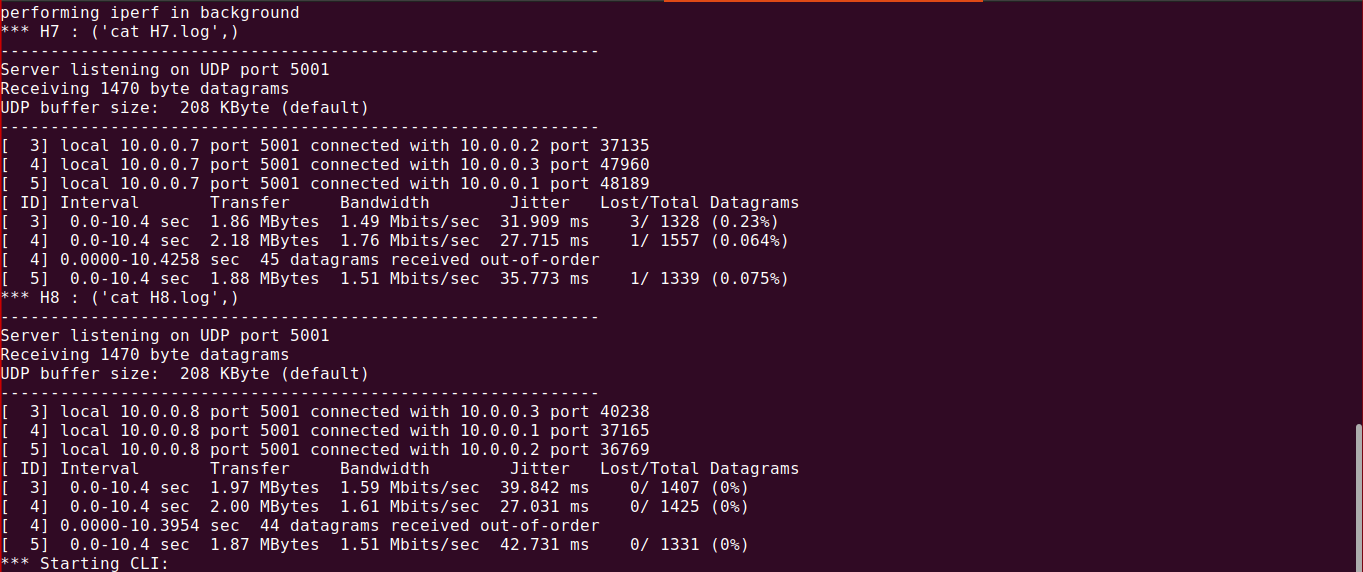 performing iperf in background
*** H7 : ('cat H7.log',)
------------------------------------------------------------
Server listening on UDP port 5001
Receiving 1470 byte datagrams
UDP buffer size:  208 KByte (default)
------------------------------------------------------------
[  3] local 10.0.0.7 port 5001 connected with 10.0.0.2 port 37135
[  4] local 10.0.0.7 port 5001 connected with 10.0.0.3 port 47960
[  5] local 10.0.0.7 port 5001 connected with 10.0.0.1 port 48189
[ ID] Interval       Transfer     Bandwidth        Jitter   Lost/Total Datagrams
[  3]  0.0-10.4 sec  1.86 MBytes  1.49 Mbits/sec  31.909 ms    3/ 1328 (0.23%)
[  4]  0.0-10.4 sec  2.18 MBytes  1.76 Mbits/sec  27.715 ms    1/ 1557 (0.064%)
[  4] 0.0000-10.4258 sec  45 datagrams received out-of-order
[  5]  0.0-10.4 sec  1.88 MBytes  1.51 Mbits/sec  35.773 ms    1/ 1339 (0.075%)
*** H8 : ('cat H8.log',)
------------------------------------------------------------
Server listening on UDP port 5001
Receiving 1470 byte datagrams
UDP buffer size:  208 KByte (default)
------------------------------------------------------------
[  3] local 10.0.0.8 port 5001 connected with 10.0.0.3 port 40238
[  4] local 10.0.0.8 port 5001 connected with 10.0.0.1 port 37165
[  5] local 10.0.0.8 port 5001 connected with 10.0.0.2 port 36769
[ ID] Interval       Transfer     Bandwidth        Jitter   Lost/Total Datagrams
[  3]  0.0-10.4 sec  1.97 MBytes  1.59 Mbits/sec  39.842 ms    0/ 1407 (0%)
[  4]  0.0-10.4 sec  2.00 MBytes  1.61 Mbits/sec  27.031 ms    0/ 1425 (0%)
[  4] 0.0000-10.3954 sec  44 datagrams received out-of-order
[  5]  0.0-10.4 sec  1.87 MBytes  1.51 Mbits/sec  42.731 ms    0/ 1331 (0%)
*** Starting CLI: